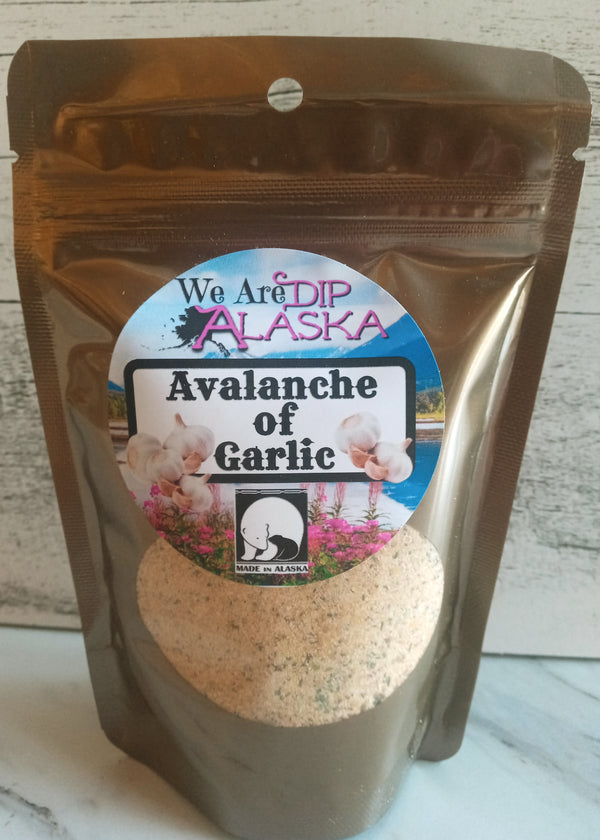 We Are DIP
ALASKA
Avalanche
of
Garlic
MADE IN ALASKA